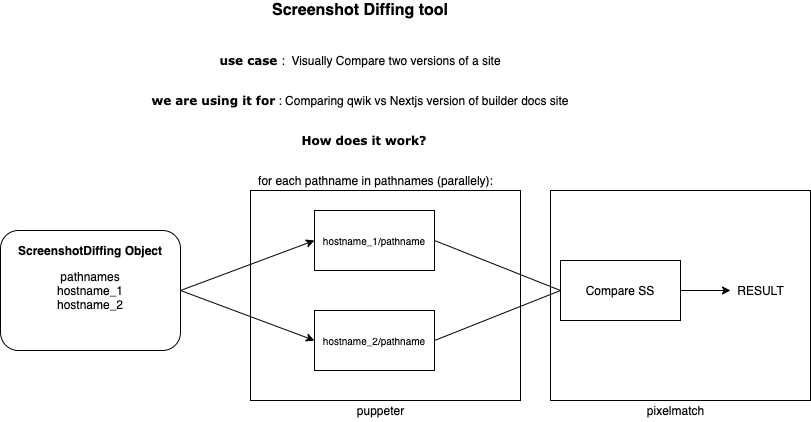 Screenshot Diffing tool
use case : Visually Compare two versions of a site
we are using it for : Comparing qwik vs Nextjs version of builder docs site
How does it work?
for each pathname in pathnames (parallely):
ScreenshotDiffing Object
pathnames
hostname_1
hostname_2
hostname_1/pathname
hostname_2/pathname
Compare SS
RESULT
puppeter
pixelmatch